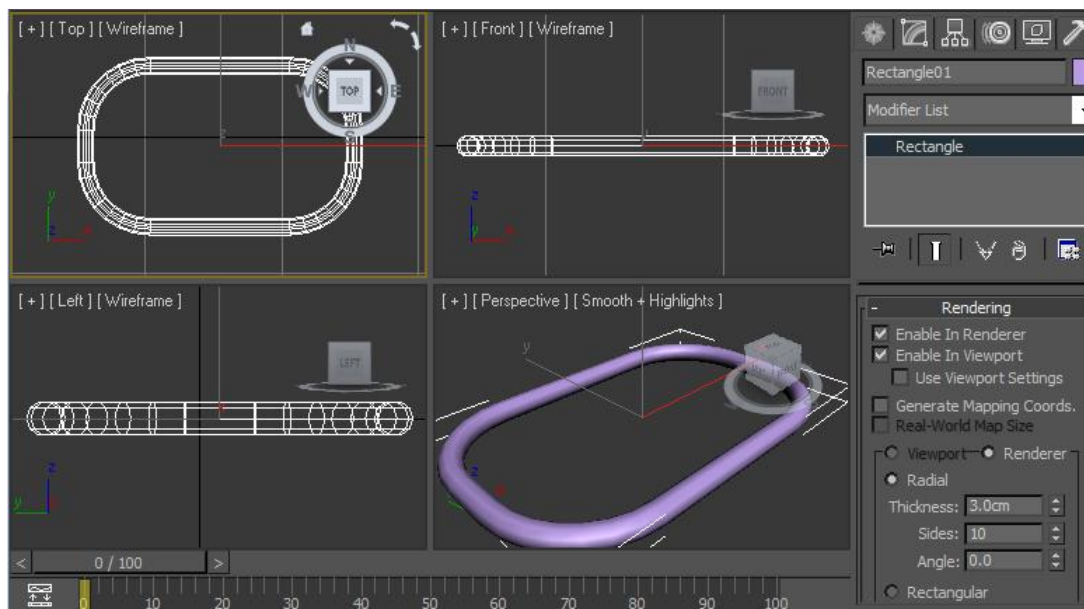 [ + ] [ Top ] [ Wireframe ]
N
W
TOP
E
S
y
z
x
[ + ] [ Front ] [ Wireframe ]
FRONT
z
y
x
[ + ] [ Left ] [ Wireframe ]
LEFT
z
y
[ + ] [ Perspective ] [ Smooth + Highlights ]
y
z
< 0 / 100 >
0 10 20 30 40 50 60 70 80 90 100
Rectangle01
Modifier List
Rectangle
- Rendering
Enable In Renderer
Enable In Viewport
Use Viewport Settings
Generate Mapping Coords.
Real-World Map Size
Viewport Renderer
Radial
Thickness: 3.0cm
Sides: 10
Angle: 0.0
Rectangular